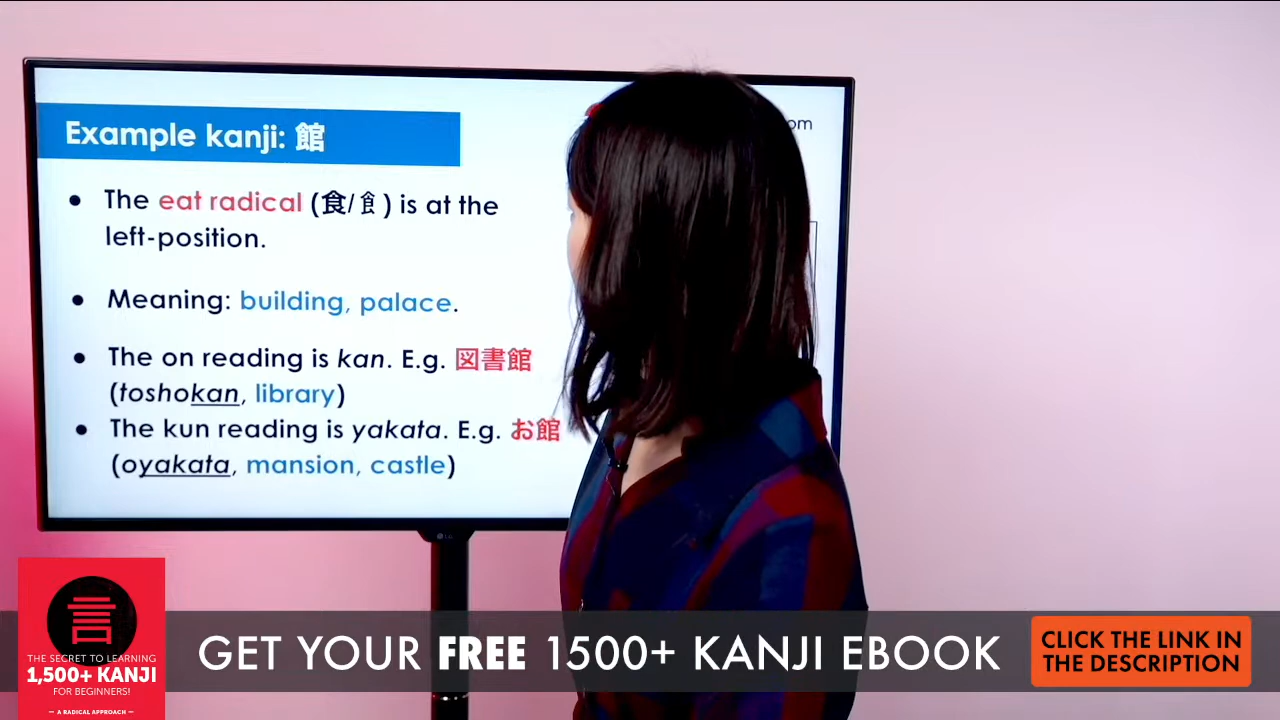 Example kanji: 館
om
• The eat radical (食/飠) is at the
left-position.
• Meaning: building, palace.
• The on reading is kan. E.g. 図書館
(toshokan, library)
• The kun reading is yakata. E.g. お館
(oyakata, mansion, castle)
LG
言
THE SECRET TO LEARNING
1,500+ KANJI
FOR BEGINNERS!
— A RADICAL APPROACH —
GET YOUR FREE 1500+ KANJI EBOOK
CLICK THE LINK IN
THE DESCRIPTION